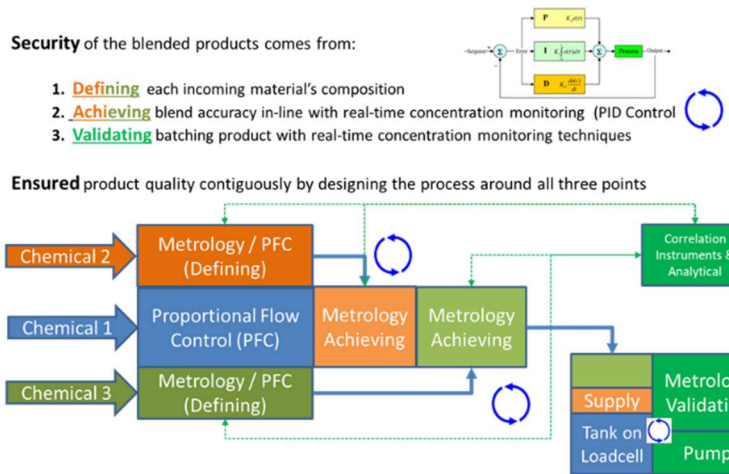 Security of the blended products comes from:
1. Defining each incoming material's composition
2. Achieving blend accuracy in-line with real-time concentration monitoring (PID Control
3. Validating batching product with real-time concentration monitoring techniques
Setpoint
Error
P
I
D
Σ
Σ
Process
Output
Ensured product quality contiguously by designing the process around all three points
Chemical 2
Metrology / PFC
(Defining)
Correlation
Instruments &
Analytical
Chemical 1
Proportional Flow
Control (PFC)
Metrology
Achieving
Metrology
Achieving
Chemical 3
Metrology / PFC
(Defining)
Supply
Tank on
Loadcell
Pump